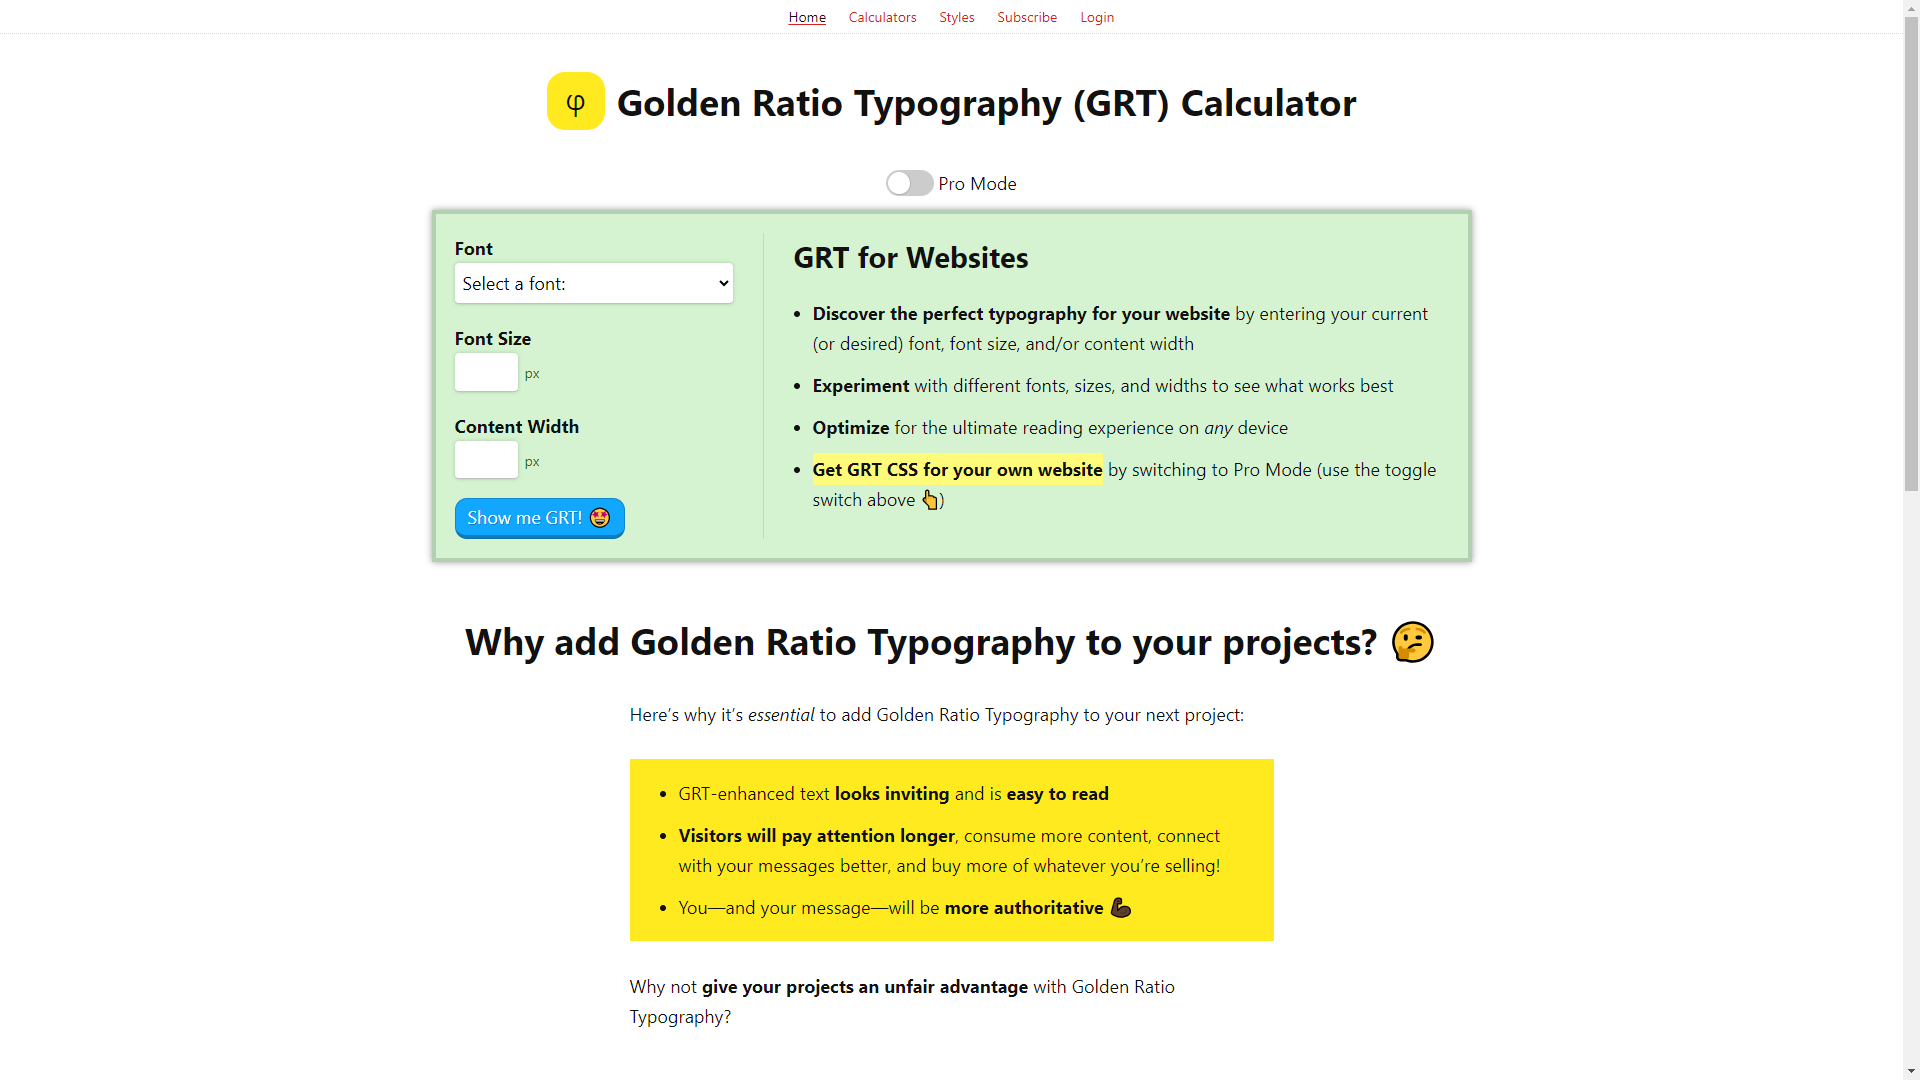 Home Calculators Styles Subscribe Login
φ Golden Ratio Typography (GRT) Calculator
Pro Mode
Font
Select a font:
Font Size
px
Content Width
px
Show me GRT! 🤩
GRT for Websites
• Discover the perfect typography for your website by entering your current
(or desired) font, font size, and/or content width
• Experiment with different fonts, sizes, and widths to see what works best
• Optimize for the ultimate reading experience on any device
• Get GRT CSS for your own website by switching to Pro Mode (use the toggle
switch above 👆)
Why add Golden Ratio Typography to your projects? 🤔
Here’s why it’s essential to add Golden Ratio Typography to your next project:
• GRT-enhanced text looks inviting and is easy to read
• Visitors will pay attention longer, consume more content, connect
with your messages better, and buy more of whatever you’re selling!
• You—and your message—will be more authoritative 💪🏿
Why not give your projects an unfair advantage with Golden Ratio
Typography?